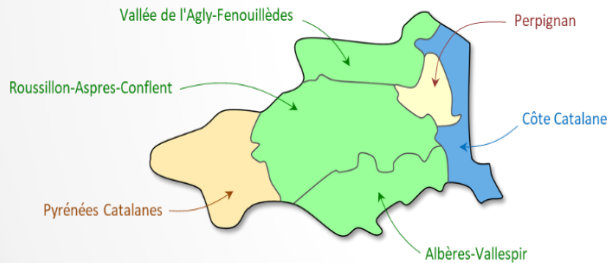 Vallée de l'Agly-Fenouillèdes
Perpignan
Roussillon-Aspres-Conflent
Côte Catalane
Pyrénées Catalanes
Albères-Vallespir